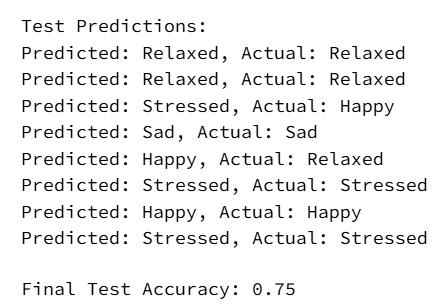 Test Predictions:
Predicted: Relaxed, Actual: Relaxed
Predicted: Relaxed, Actual: Relaxed
Predicted: Stressed, Actual: Happy
Predicted: Sad, Actual: Sad
Predicted: Happy, Actual: Relaxed
Predicted: Stressed, Actual: Stressed
Predicted: Happy, Actual: Happy
Predicted: Stressed, Actual: Stressed
Final Test Accuracy: 0.75